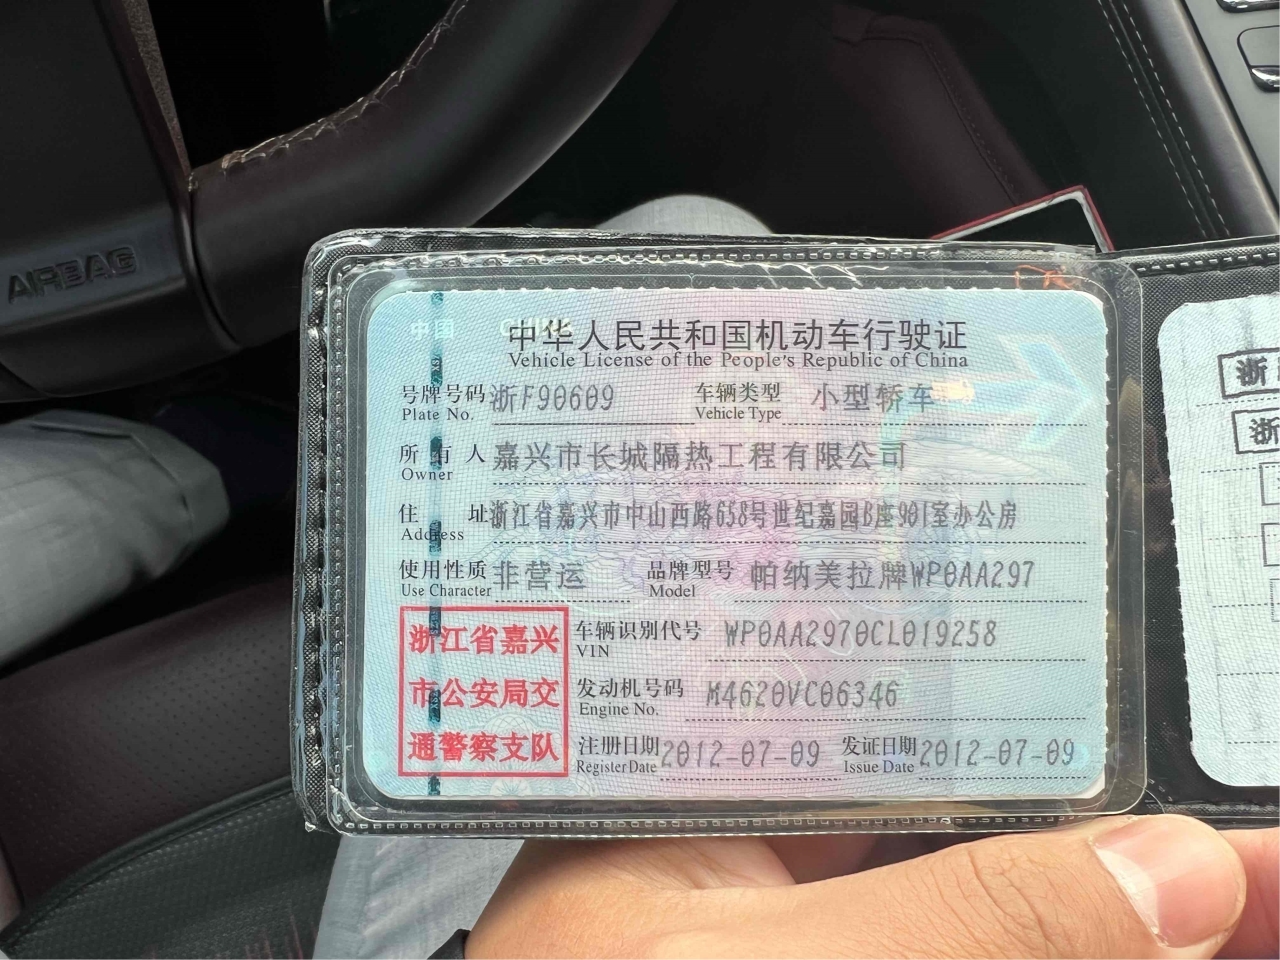 AIRBAG
中国
中华人民共和国机动车行驶证
Vehicle License of the People's Republic of China
号牌号码 浙F90609 车辆类型 小型轿车
Plate No. Vehicle Type
所有人 嘉兴市长城隔热工程有限公司
Owner
住址 浙江省嘉兴市中山西路658号世纪嘉园B座901室办公房
Address
使用性质 非营运 品牌型号 帕纳美拉牌WP0AA297
Use Character Model
浙江省嘉兴
市公安局交
通警察支队
车辆识别代号 WP0AA2970CL019258
VIN
发动机号码 M4620VC06346
Engine No.
注册日期 2012-07-09 发证日期 2012-07-09
Register Date Issue Date
浙
浙